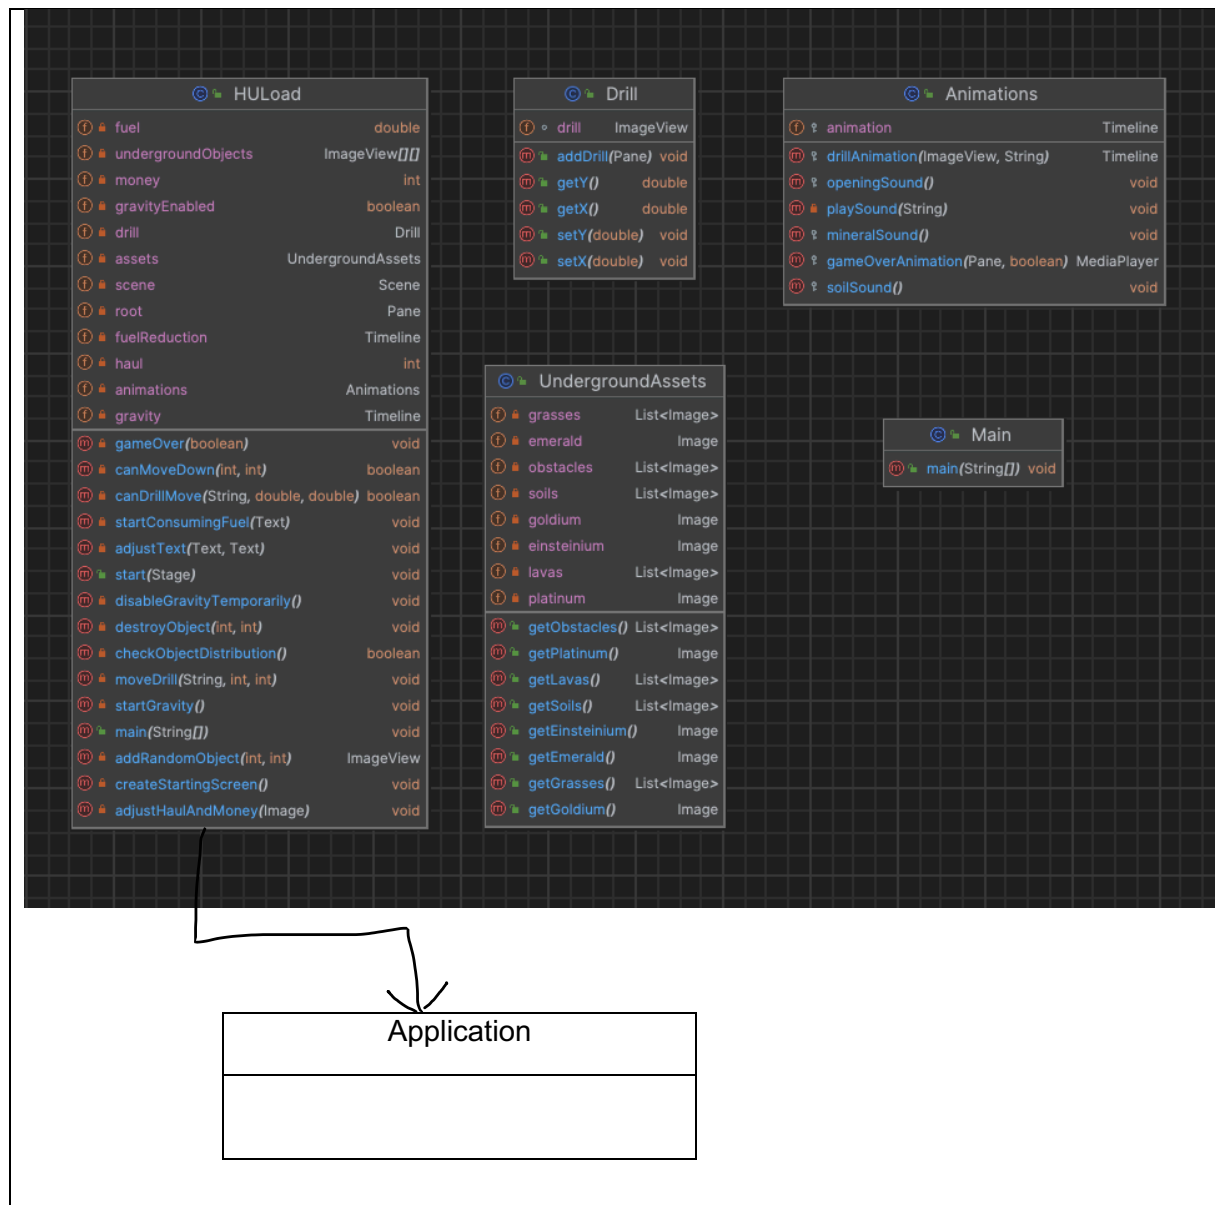 HULoad
fuel double
undergroundObjects ImageView[][]
money int
gravityEnabled boolean
drill Drill
assets UndergroundAssets
scene Scene
root Pane
fuelReduction Timeline
haul int
animations Animations
gravity Timeline
gameOver(boolean) void
canMoveDown(int, int) boolean
canDrillMove(String, double, double) boolean
startConsumingFuel(Text) void
adjustText(Text, Text) void
start(Stage) void
disableGravityTemporarily() void
destroyObject(int, int) void
checkObjectDistribution() boolean
moveDrill(String, int, int) void
startGravity() void
main(String[]) void
addRandomObject(int, int) ImageView
createStartingScreen() void
adjustHaulAndMoney(Image) void
Drill
drill ImageView
addDrill(Pane) void
getY() double
getX() double
setY(double) void
setX(double) void
Animations
animation Timeline
drillAnimation(ImageView, String) Timeline
openingSound() void
playSound(String) void
mineralSound() void
gameOverAnimation(Pane, boolean) MediaPlayer
soilSound() void
UndergroundAssets
grasses List<Image>
emerald Image
obstacles List<Image>
soils List<Image>
goldium Image
einsteinium Image
lavas List<Image>
platinum Image
getObstacles() List<Image>
getPlatinum() Image
getLavas() List<Image>
getSoils() List<Image>
getEinsteinium() Image
getEmerald() Image
getGrasses() List<Image>
getGoldium() Image
Main
main(String[]) void
Application